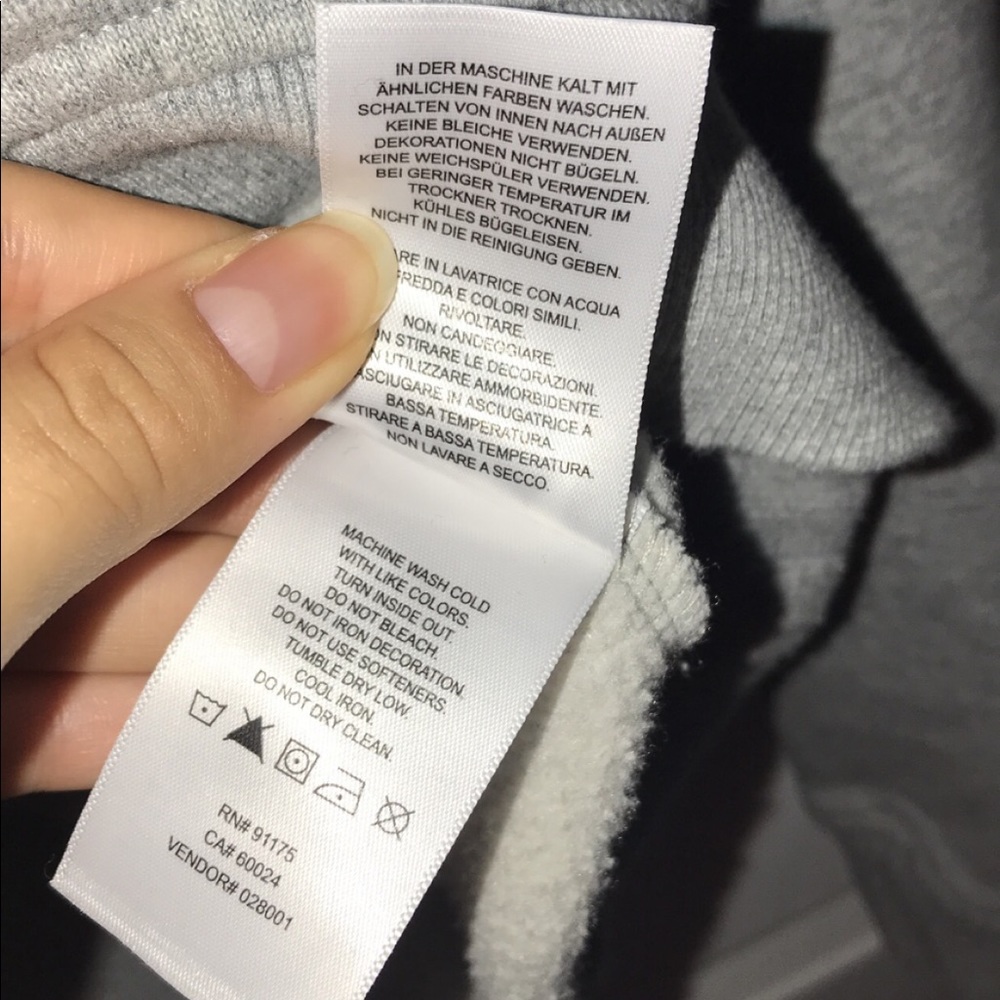 IN DER MASCHINE KALT MIT
ÄHNLICHEN FARBEN WASCHEN.
SCHALTEN VON INNEN NACH AUßEN
KEINE BLEICHE VERWENDEN.
DEKORATIONEN NICHT BÜGELN.
KEINE WEICHSPÜLER VERWENDEN.
BEI GERINGER TEMPERATUR IM
TROCKNER TROCKNEN.
KÜHLES BÜGELEISEN.
NICHT IN DIE REINIGUNG GEBEN.
IN LAVATRICE CON ACQUA
E COLORI SIMILI.
RIVOLTARE.
NON CANDEGGIARE.
STIRARE LE DECORAZIONI.
UTILIZZARE AMMORBIDENTE.
ASCIUGARE IN ASCIUGATRICE A
BASSA TEMPERATURA.
STIRARE A BASSA TEMPERATURA.
NON LAVARE A SECCO.
MACHINE WASH COLD
WITH LIKE COLORS.
TURN INSIDE OUT.
DO NOT BLEACH.
DO NOT IRON DECORATION.
DO NOT USE SOFTENERS.
TUMBLE DRY LOW.
COOL IRON.
DO NOT DRY CLEAN.
RN# 91175
CA# 60024
VENDOR# 028001